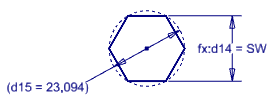 fx:d14 = SW
(d15 = 23,094)